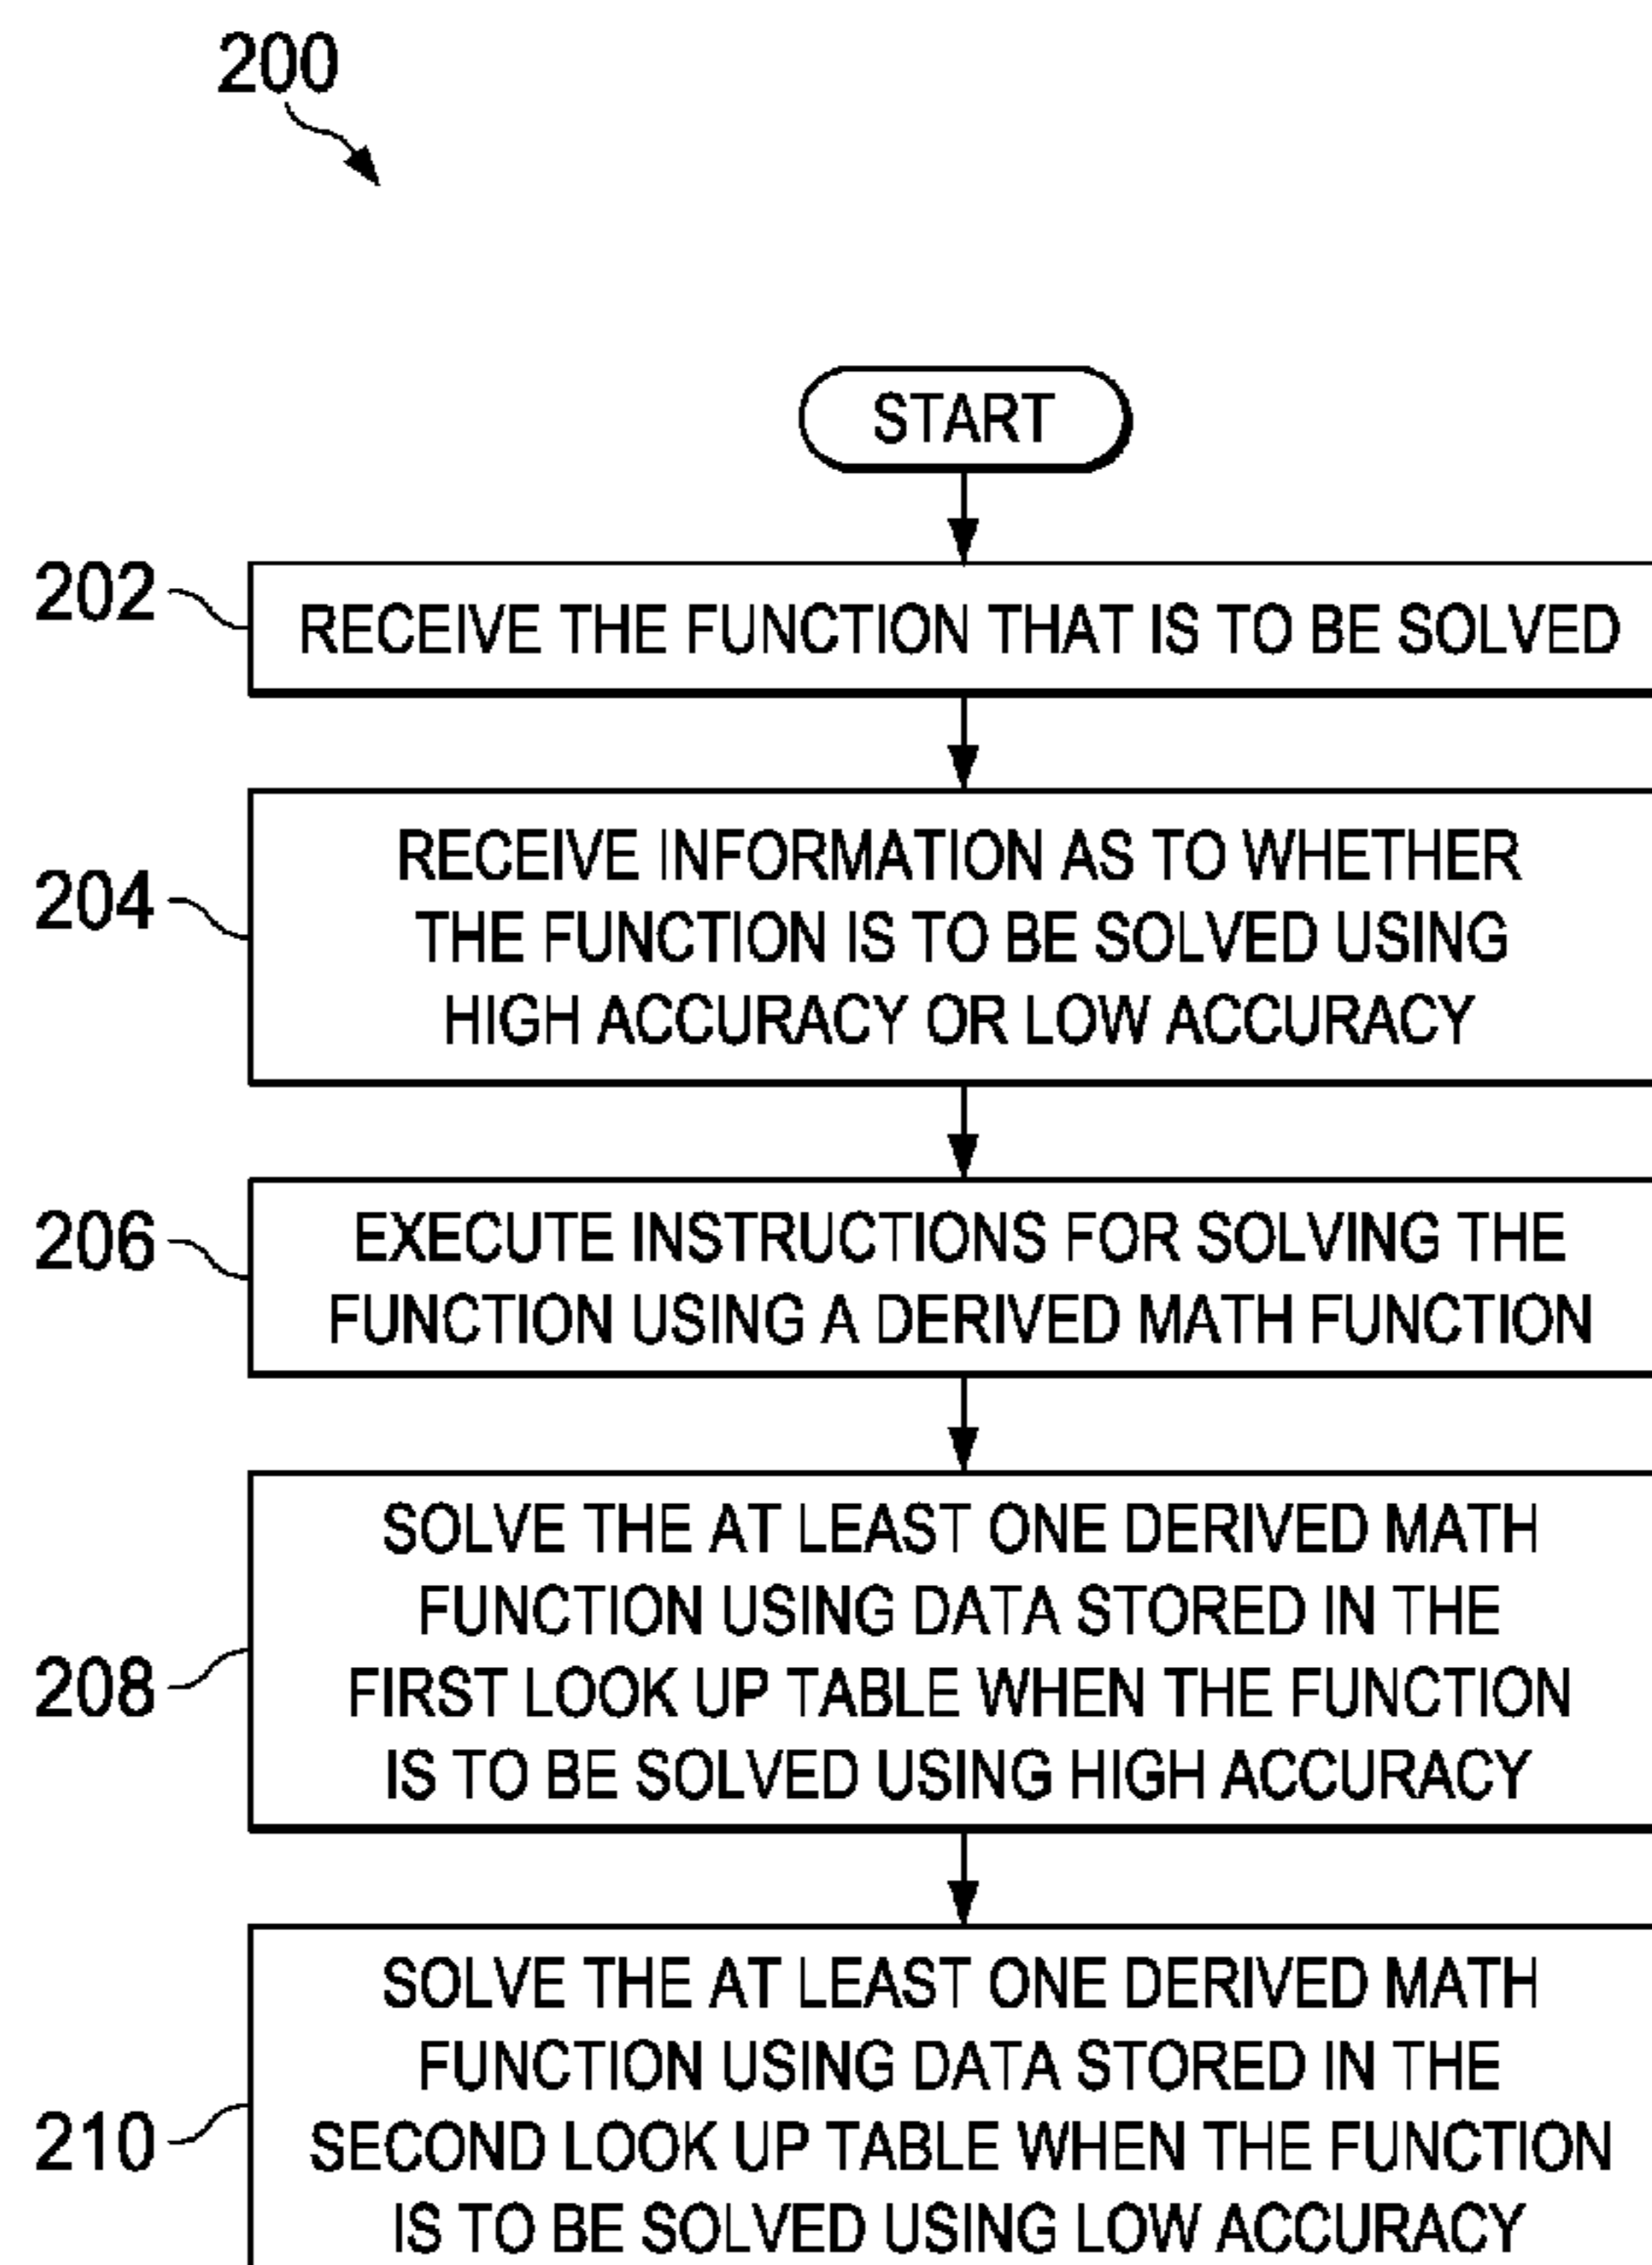 200
START
202
RECEIVE THE FUNCTION THAT IS TO BE SOLVED
204
RECEIVE INFORMATION AS TO WHETHER
THE FUNCTION IS TO BE SOLVED USING
HIGH ACCURACY OR LOW ACCURACY
206
EXECUTE INSTRUCTIONS FOR SOLVING THE
FUNCTION USING A DERIVED MATH FUNCTION
208
SOLVE THE AT LEAST ONE DERIVED MATH
FUNCTION USING DATA STORED IN THE
FIRST LOOK UP TABLE WHEN THE FUNCTION
IS TO BE SOLVED USING HIGH ACCURACY
210
SOLVE THE AT LEAST ONE DERIVED MATH
FUNCTION USING DATA STORED IN THE
SECOND LOOK UP TABLE WHEN THE FUNCTION
IS TO BE SOLVED USING LOW ACCURACY